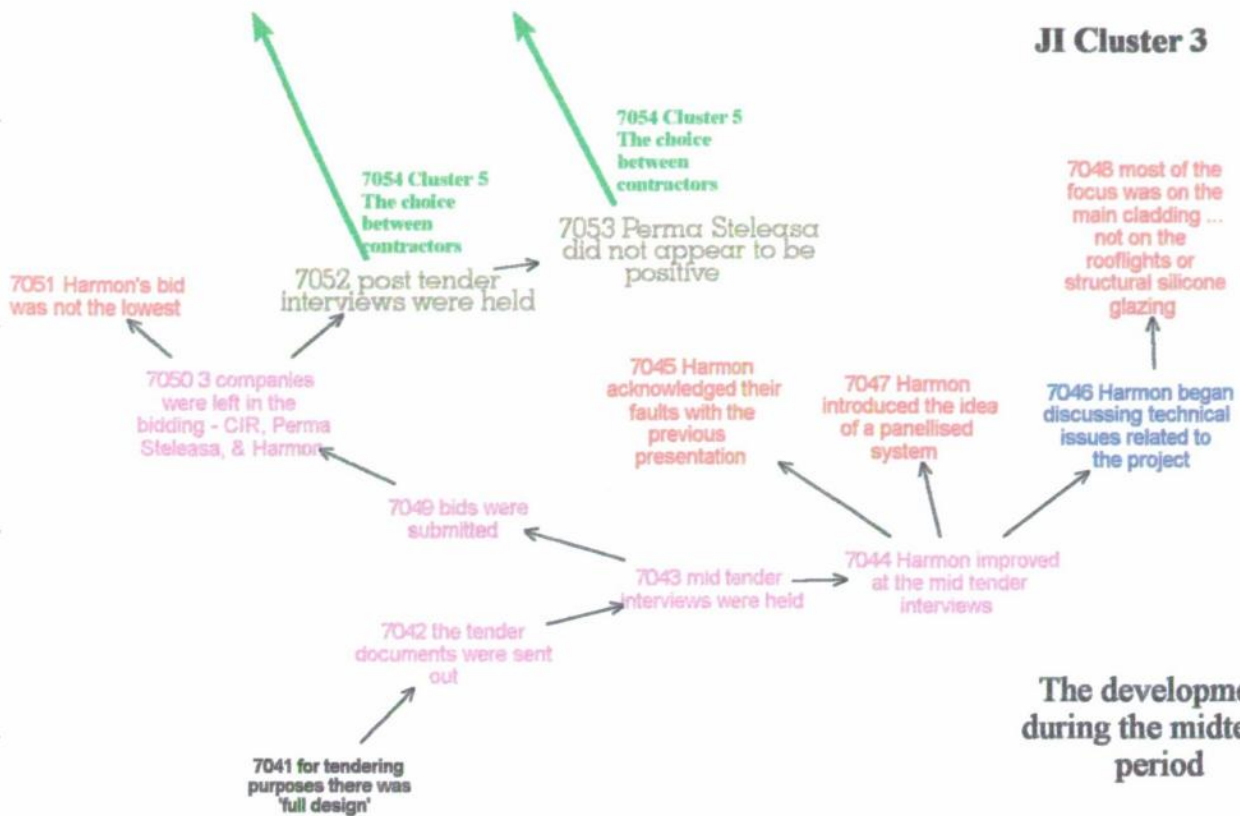 JI Cluster 3
7054 Cluster 5
The choice
between
contractors
7054 Cluster 5
The choice
between
contractors
7048 most of the
focus was on the
main cladding ...
not on the
rooflights or
structural silicone
glazing
7053 Perma Steleasa
did not appear to be
positive
7052 post tender
interviews were held
7051 Harmon's bid
was not the lowest
7050 3 companies
were left in the
bidding - CIR, Perma
Steleasa, & Harmon
7045 Harmon
acknowledged their
faults with the
previous
presentation
7047 Harmon
introduced the idea
of a panellised
system
7046 Harmon began
discussing technical
issues related to
the project
7049 bids were
submitted
7043 mid tender
interviews were held
7044 Harmon improved
at the mid tender
interviews
7042 the tender
documents were sent
out
The developme
during the midte
period
7041 for tendering
purposes there was
'full design'